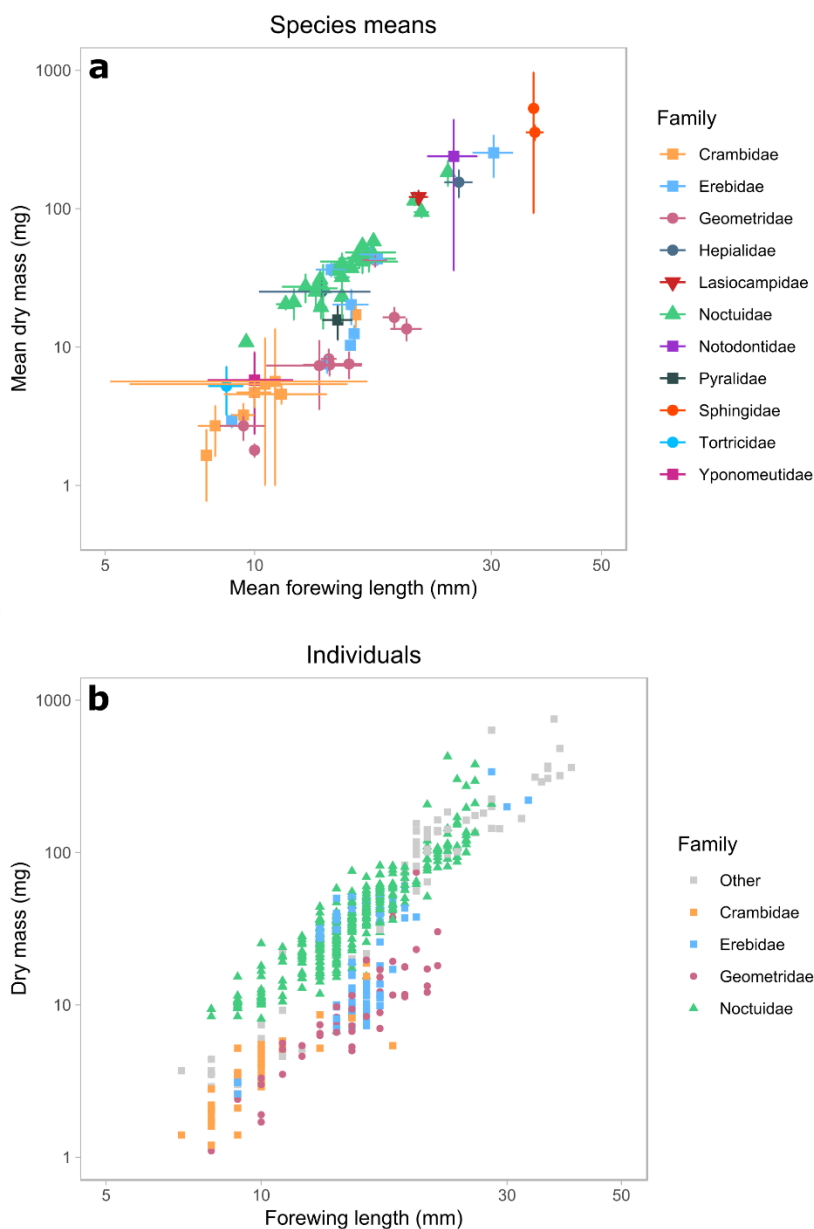 Species means
a
1000
100
10
1
Mean dry mass (mg)
5
10
30
50
Mean forewing length (mm)
Family
Crambidae
Erebidae
Geometridae
Hepialidae
Lasiocampidae
Noctuidae
Notodontidae
Pyralidae
Sphingidae
Tortricidae
Yponomeutidae
Individuals
b
1000
100
10
1
Dry mass (mg)
5
10
30
50
Forewing length (mm)
Family
Other
Crambidae
Erebidae
Geometridae
Noctuidae